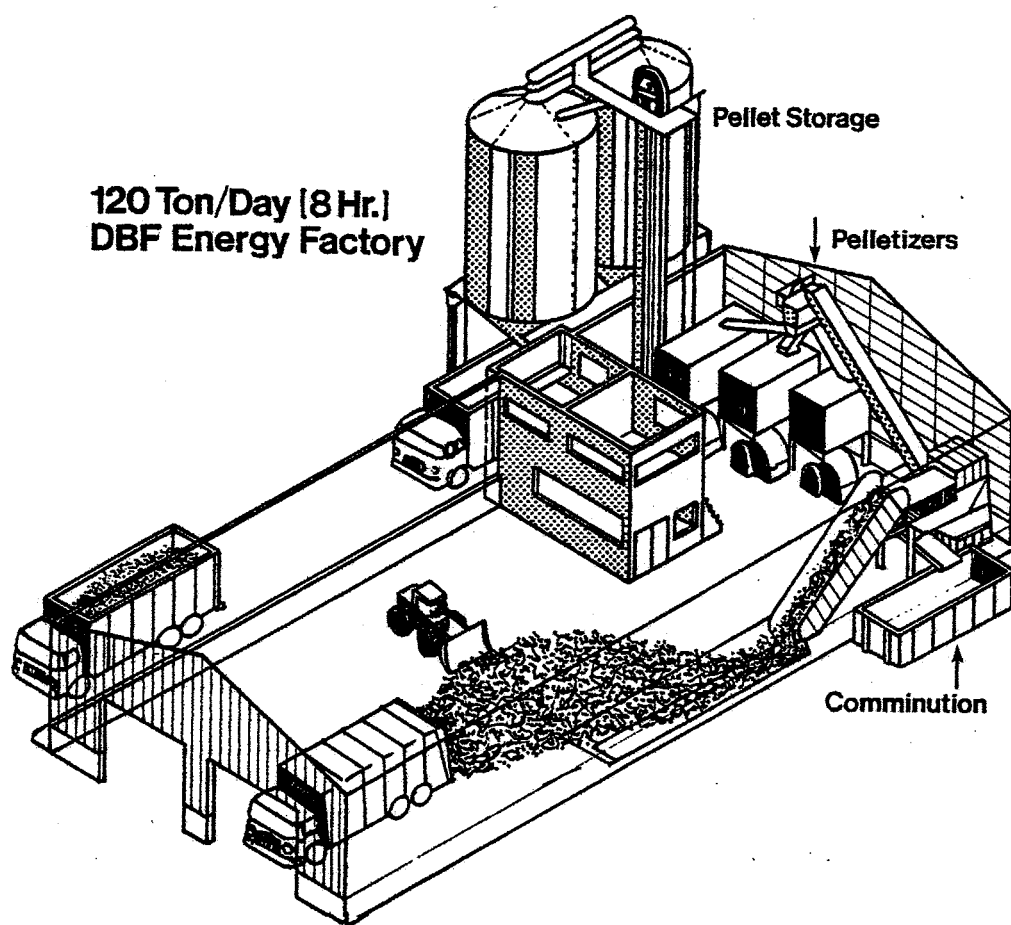 Pellet Storage
120 Ton/Day [8 Hr.]
DBF Energy Factory
Pelletizers
Comminution